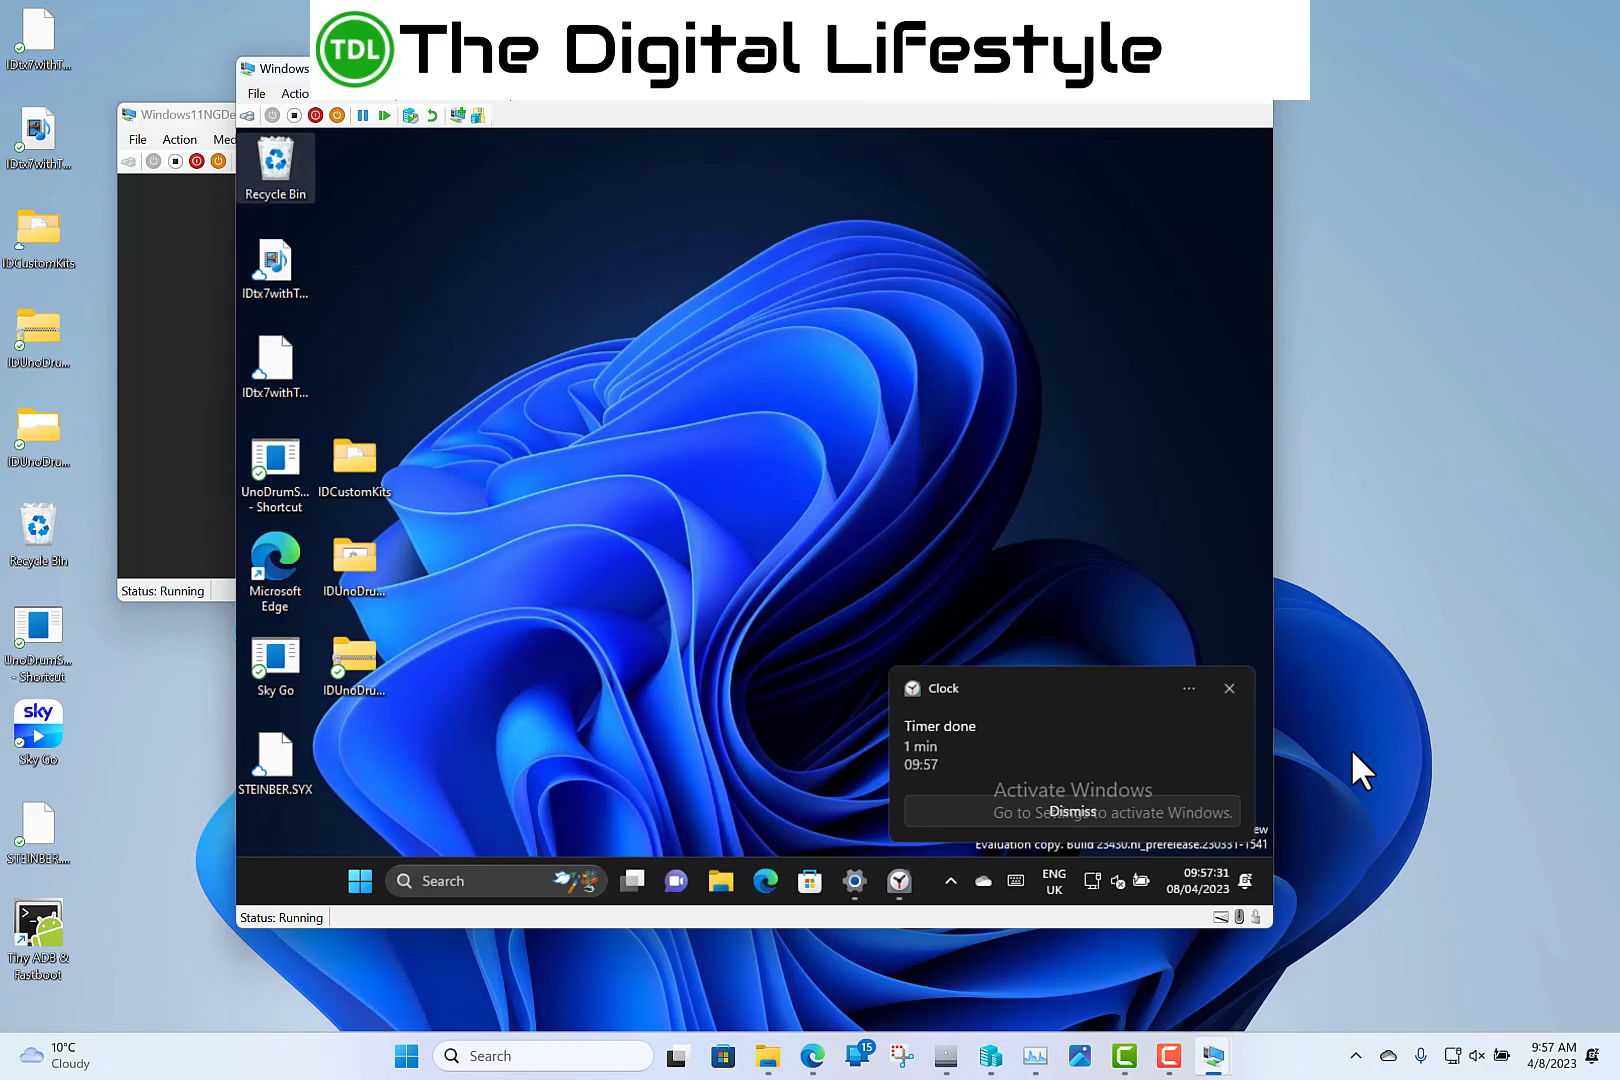 TDL The Digital Lifestyle
IDtx7withT...
IDtx7withT...
IDCustomKits
IDUnoDru...
IDUnoDru...
Recycle Bin
UnoDrumS...
- Shortcut
sky
Sky Go
STEINBER....
Tiny ADB &
Fastboot
Windows11NGDe
File Action Med
Status: Running
Windows
File Actio
Recycle Bin
IDtx7withT...
IDtx7withT...
UnoDrumS...
- Shortcut
IDCustomKits
Microsoft
Edge
IDUnoDru...
Sky Go
IDUnoDru...
STEINBER.SYX
Clock
Timer done
1 min
09:57
Dismiss
Activate Windows
Go to Settings to activate Windows.
ew
Evaluation copy. Build 23430.ni_prerelease.230331-1541
Search
ENG
UK
09:57:31
08/04/2023
Status: Running
10°C
Cloudy
Search
15
9:57 AM
4/8/2023